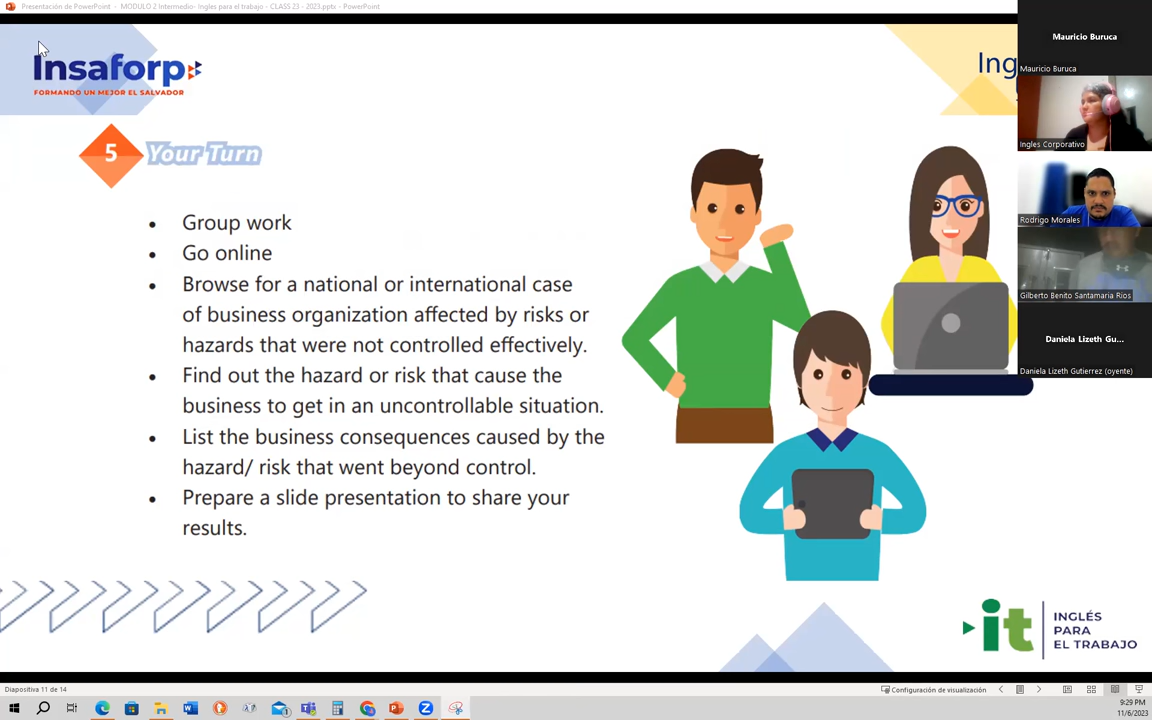 Presentación de PowerPoint - MODULO 2 Intermedio- Ingles para el trabajo - CLASS 23 - 2023.pptx - PowerPoint
Insaforp
FORMANDO UN MEJOR EL SALVADOR
Ing
5 Your Turn
• Group work
• Go online
• Browse for a national or international case
of business organization affected by risks or
hazards that were not controlled effectively.
• Find out the hazard or risk that cause the
business to get in an uncontrollable situation.
• List the business consequences caused by the
hazard/ risk that went beyond control.
• Prepare a slide presentation to share your
results.
Mauricio Buruca
Mauricio Buruca
Ingles Corporativo
Rodrigo Morales
Gilberto Benito Santamaria Rios
Daniela Lizeth Gu...
Daniela Lizeth Gutierrez (oyente)
it
INGLÉS
PARA
EL TRABAJO
Diapositiva 11 de 14
Configuración de visualización
9:29 PM
11/6/2023